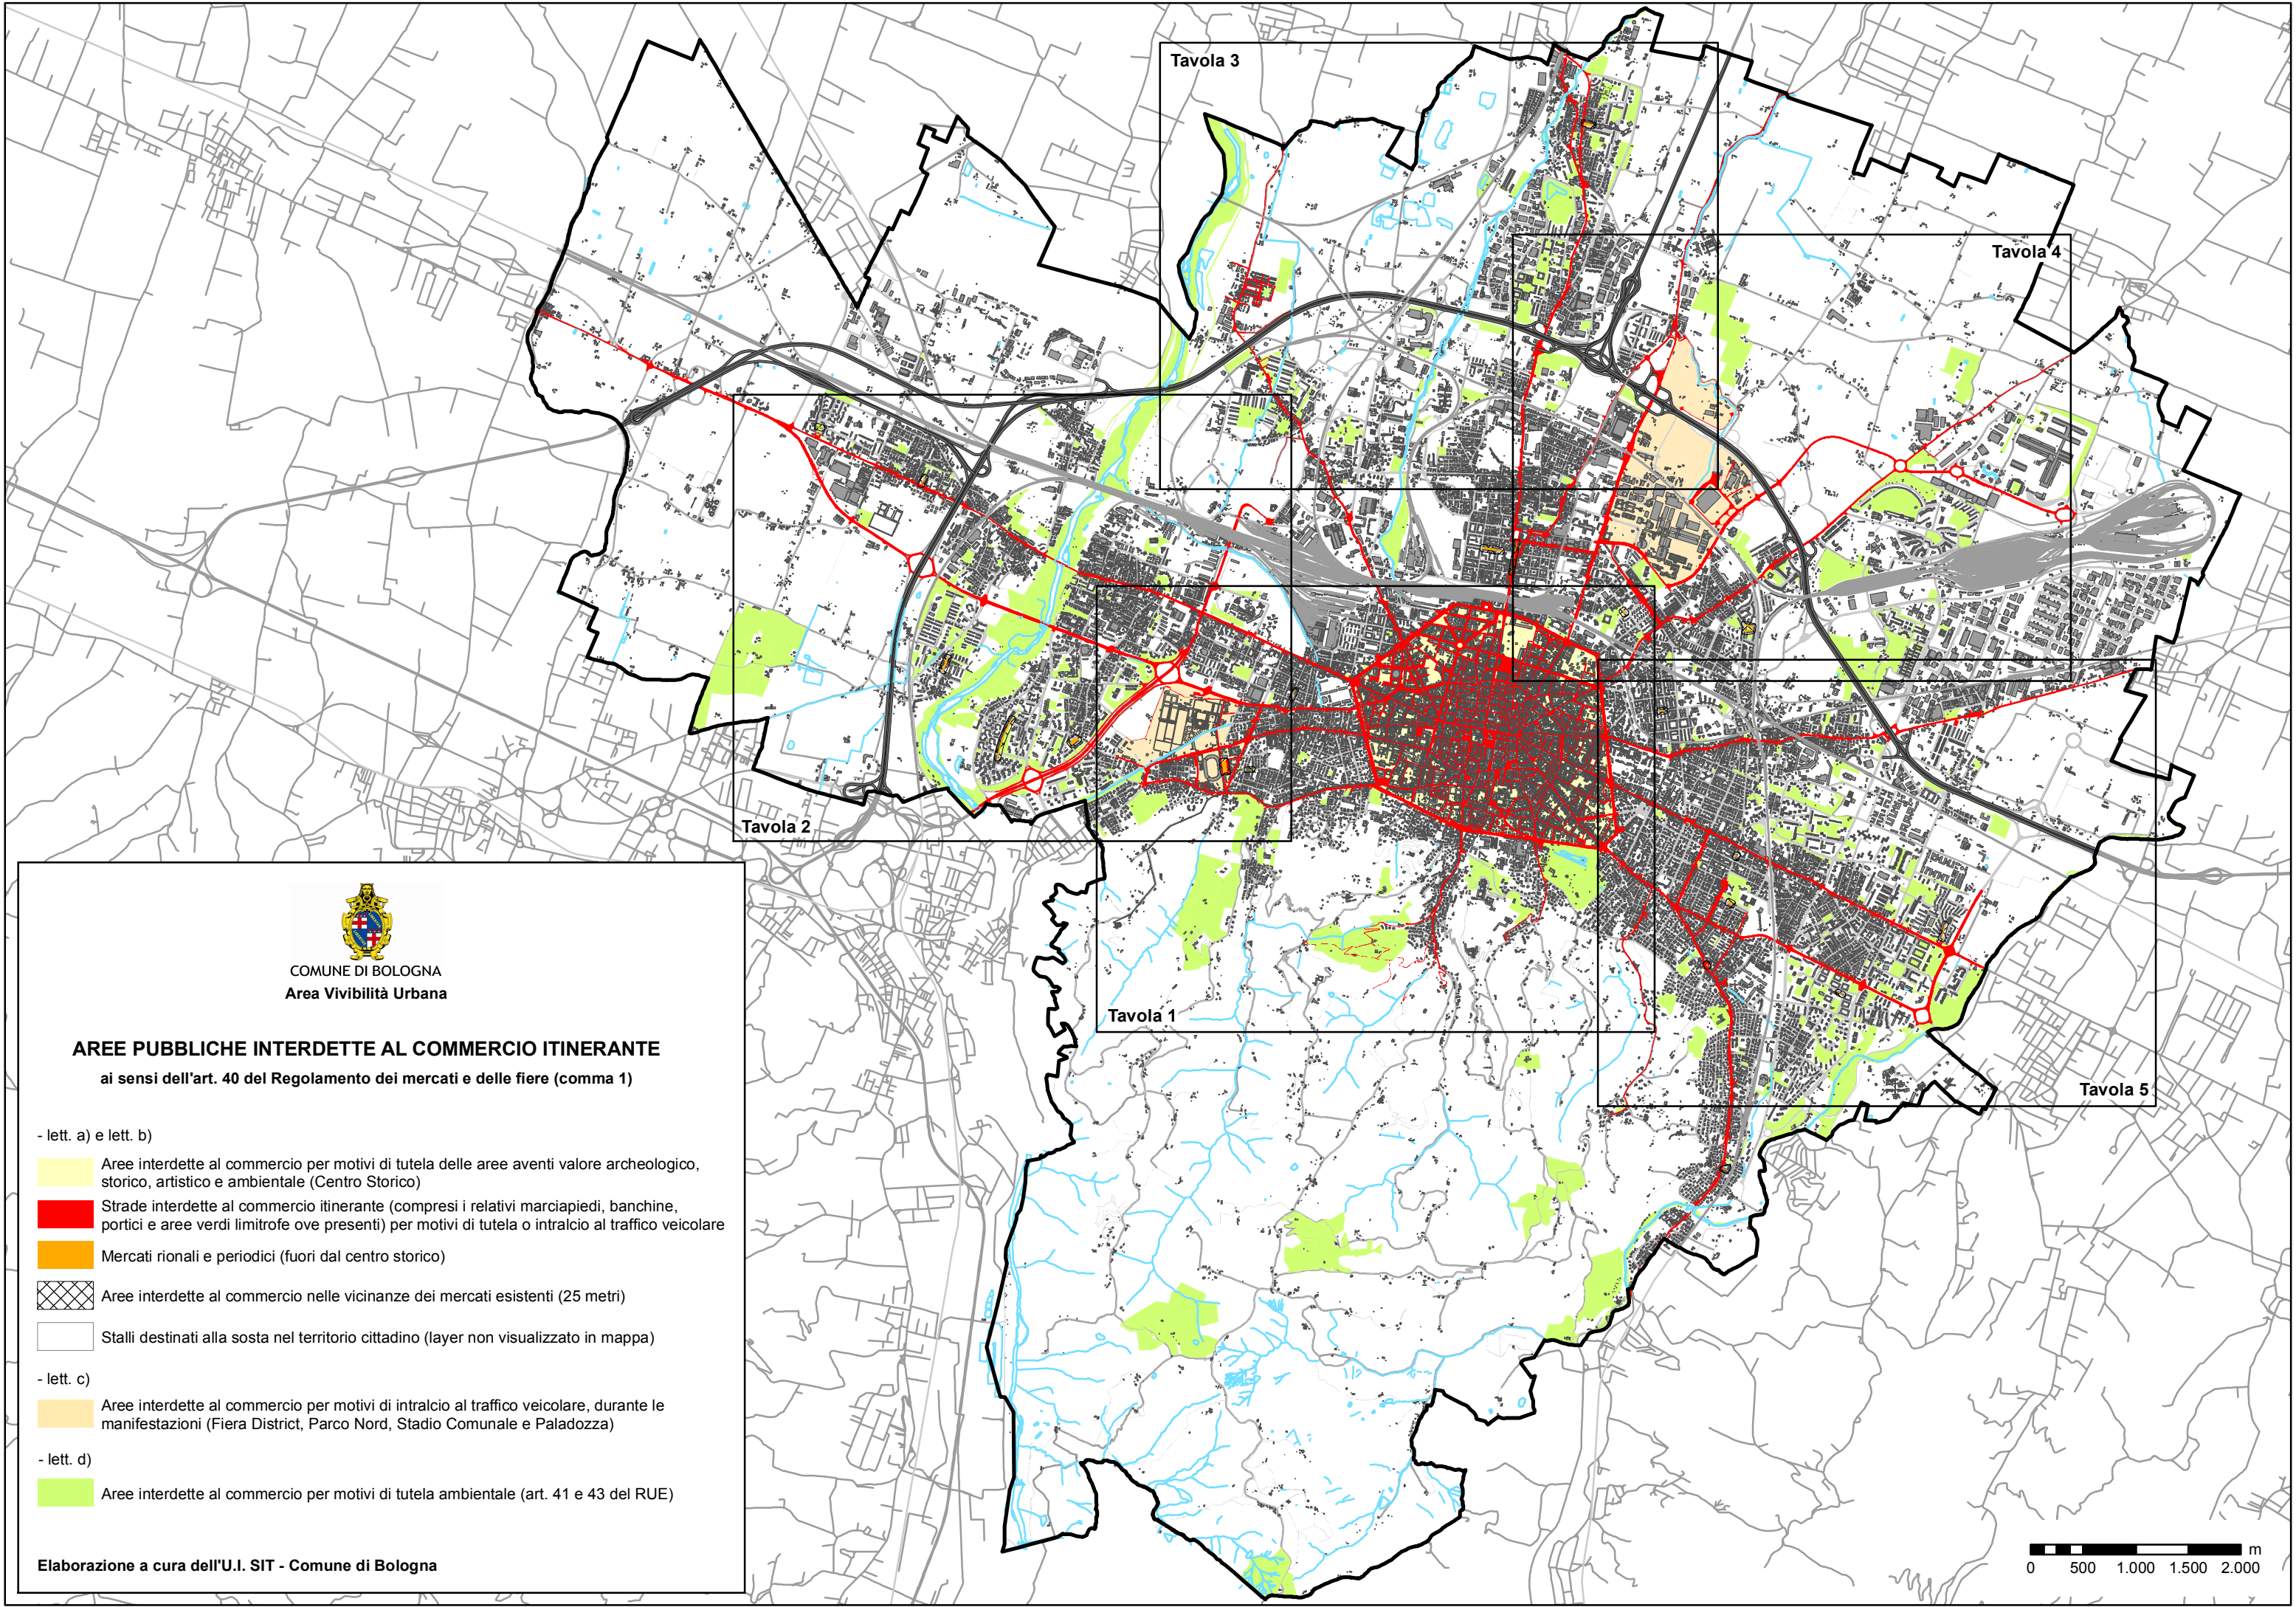 Tavola 3
Tavola 4
Tavola 2
Tavola 1
Tavola 5
COMUNE DI BOLOGNA
Area Vivibilità Urbana
AREE PUBBLICHE INTERDETTE AL COMMERCIO ITINERANTE
ai sensi dell'art. 40 del Regolamento dei mercati e delle fiere (comma 1)
- lett. a) e lett. b)
Aree interdette al commercio per motivi di tutela delle aree aventi valore archeologico,
storico, artistico e ambientale (Centro Storico)
Strade interdette al commercio itinerante (compresi i relativi marciapiedi, banchine,
portici e aree verdi limitrofe ove presenti) per motivi di tutela o intralcio al traffico veicolare
Mercati rionali e periodici (fuori dal centro storico)
Aree interdette al commercio nelle vicinanze dei mercati esistenti (25 metri)
Stalli destinati alla sosta nel territorio cittadino (layer non visualizzato in mappa)
- lett. c)
Aree interdette al commercio per motivi di intralcio al traffico veicolare, durante le
manifestazioni (Fiera District, Parco Nord, Stadio Comunale e Paladozza)
- lett. d)
Aree interdette al commercio per motivi di tutela ambientale (art. 41 e 43 del RUE)
Elaborazione a cura dell'U.I. SIT - Comune di Bologna
m
0 500 1.000 1.500 2.000